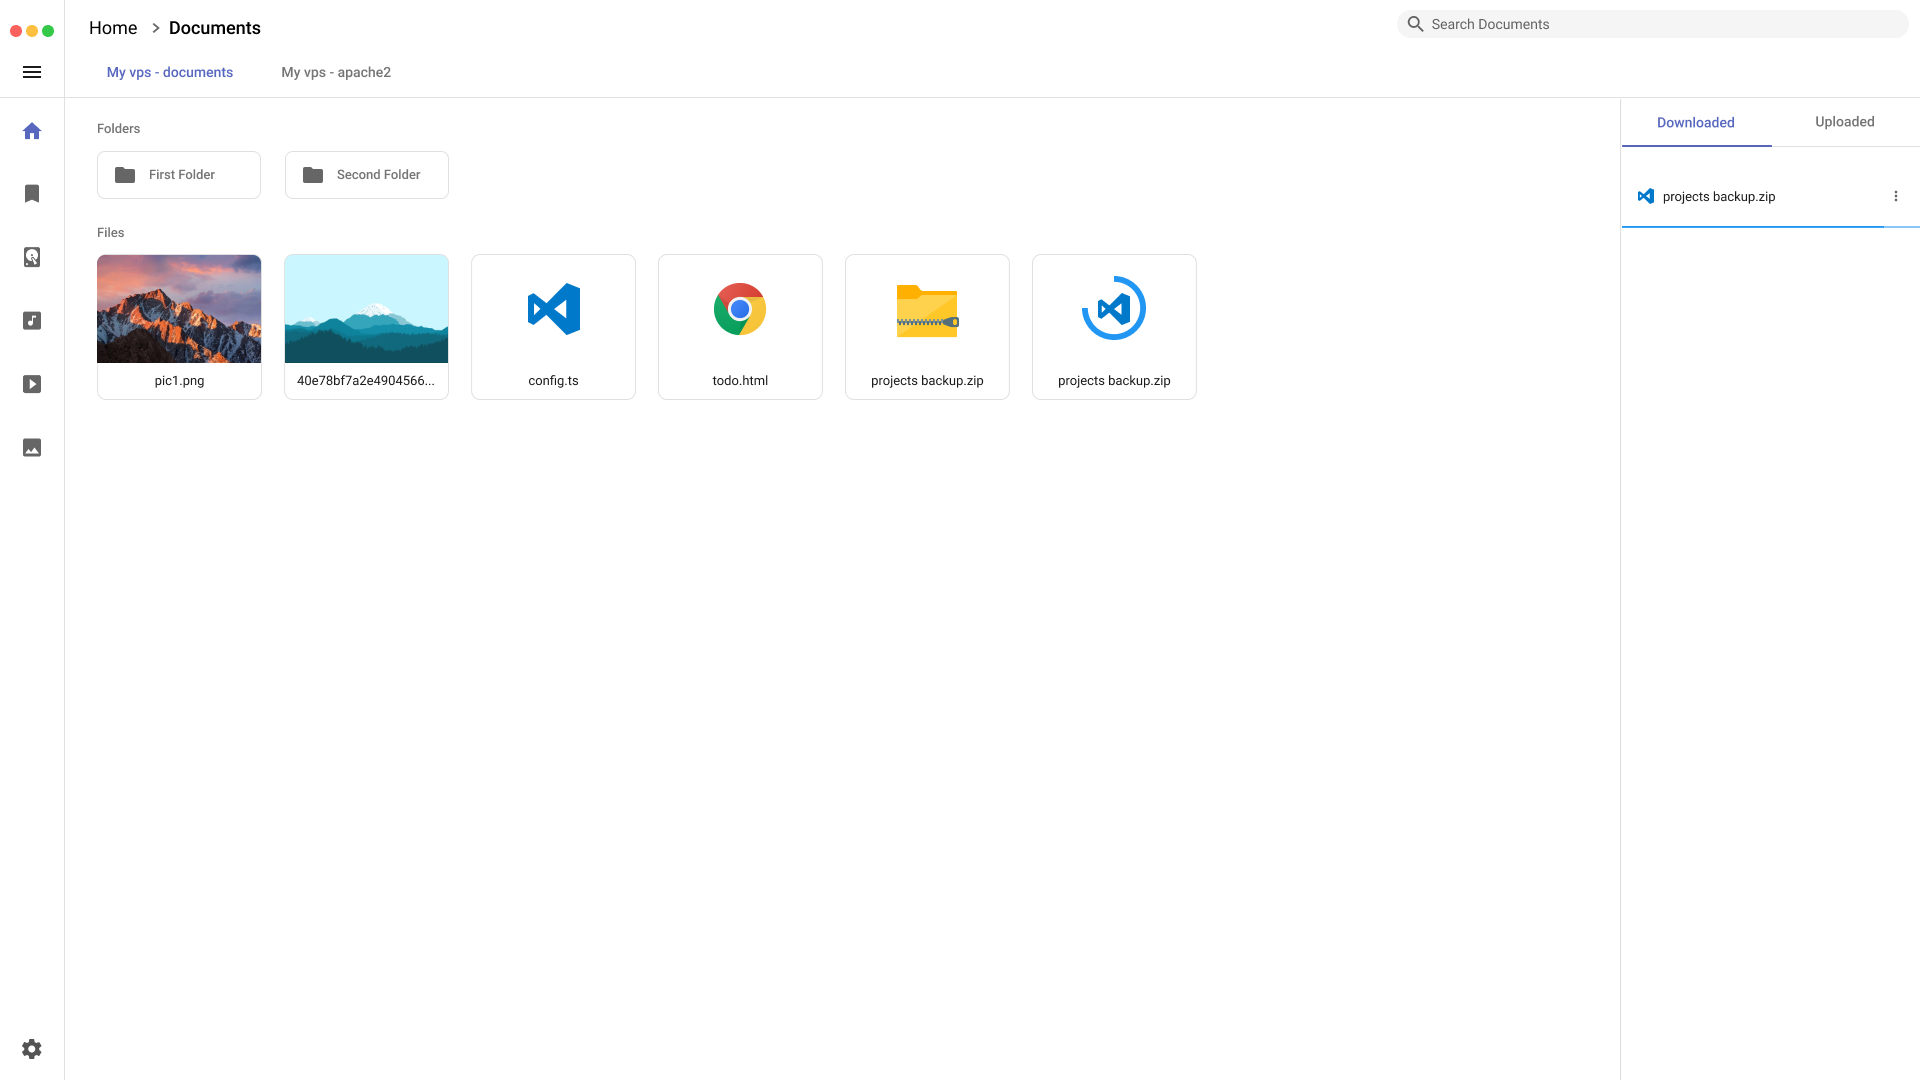 Home > Documents
Search Documents
My vps - documents
My vps - apache2
Folders
First Folder
Second Folder
Files
pic1.png
40e78bf7a2e4904566...
config.ts
todo.html
projects backup.zip
projects backup.zip
Downloaded
Uploaded
projects backup.zip